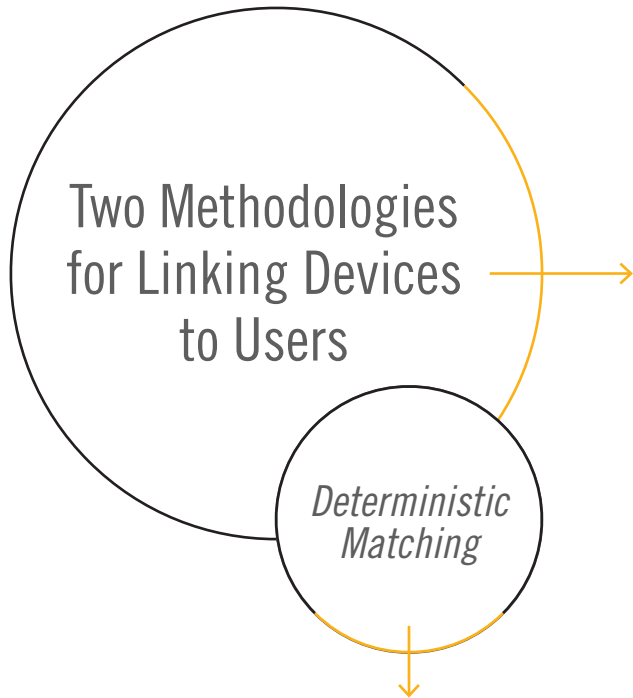 Two Methodologies
for Linking Devices
to Users
Deterministic
Matching